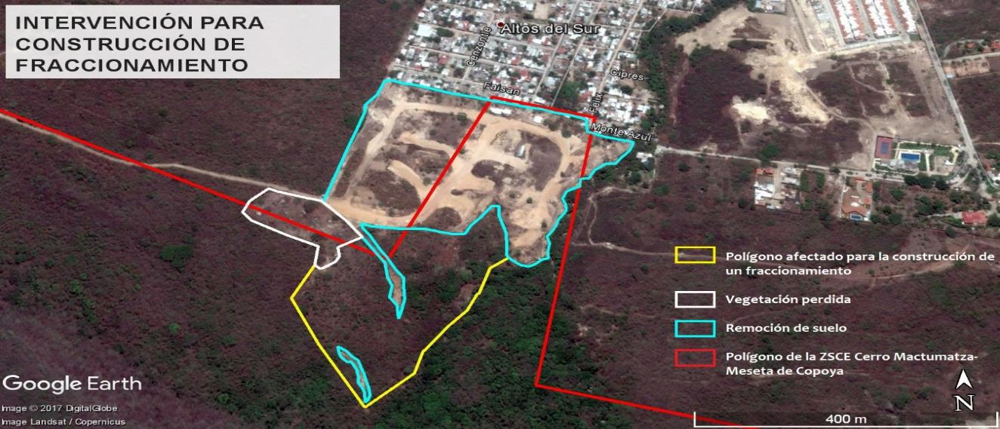 INTERVENCIÓN PARA
CONSTRUCCIÓN DE
FRACCIONAMIENTO
Altos del Sur
Cenzontle
Cipres
Faisan
Felix
Monte Azul
Polígono afectado para la construcción de
un fraccionamiento
Vegetación perdida
Remoción de suelo
Polígono de la ZSCE Cerro Mactumatza-
Meseta de Copoya
Google Earth
Image © 2017 DigitalGlobe
Image Landsat / Copernicus
N
400 m